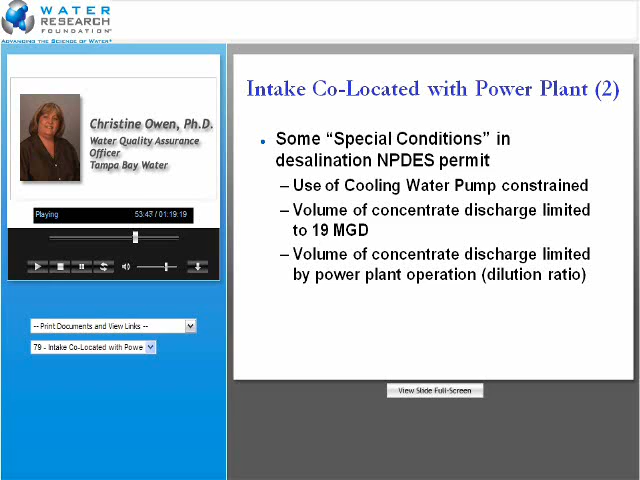 WATER
RESEARCH
FOUNDATION
ADVANCING THE SCIENCE OF WATER®
Christine Owen, Ph.D.
Water Quality Assurance
Officer
Tampa Bay Water
Playing 53:47 / 01:19:19
-- Print Documents and View Links --
79 - Intake Co-Located with Powe
Intake Co-Located with Power Plant (2)
• Some “Special Conditions” in
desalination NPDES permit
– Use of Cooling Water Pump constrained
– Volume of concentrate discharge limited
to 19 MGD
– Volume of concentrate discharge limited
by power plant operation (dilution ratio)
View Slide Full-Screen